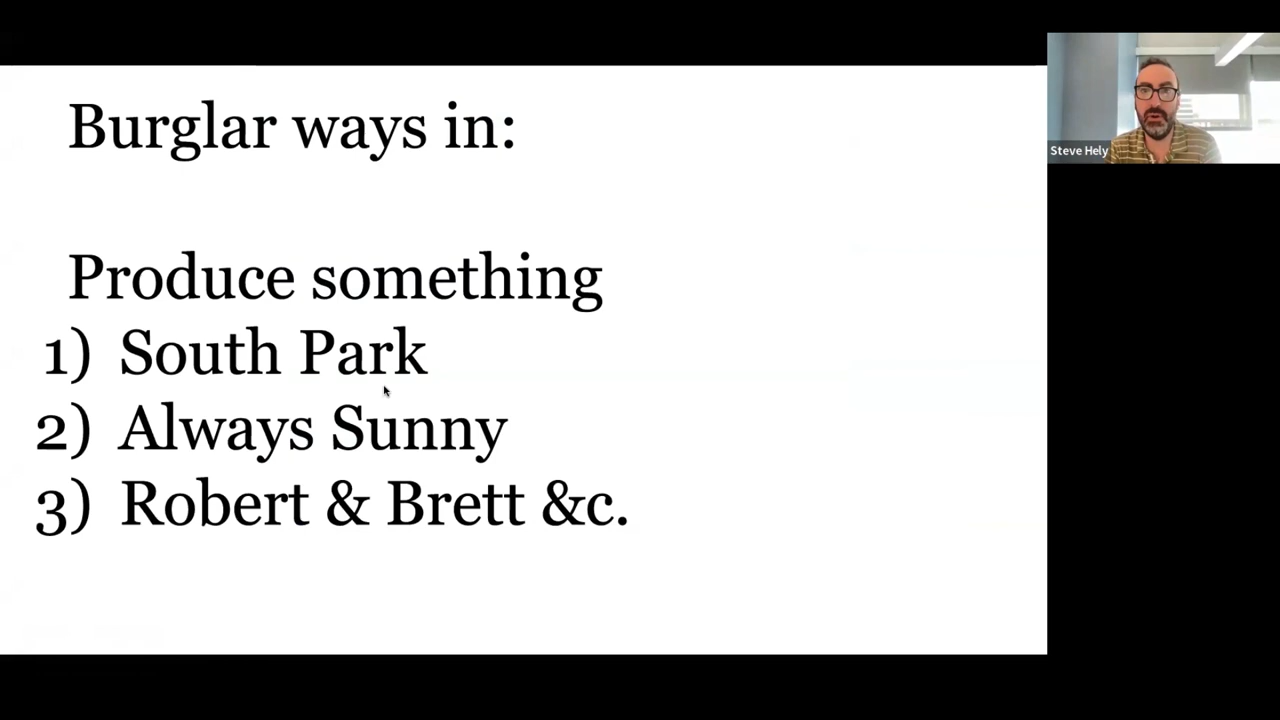 Burglar ways in:
Produce something
1) South Park
2) Always Sunny
3) Robert & Brett &c.
Steve Hely